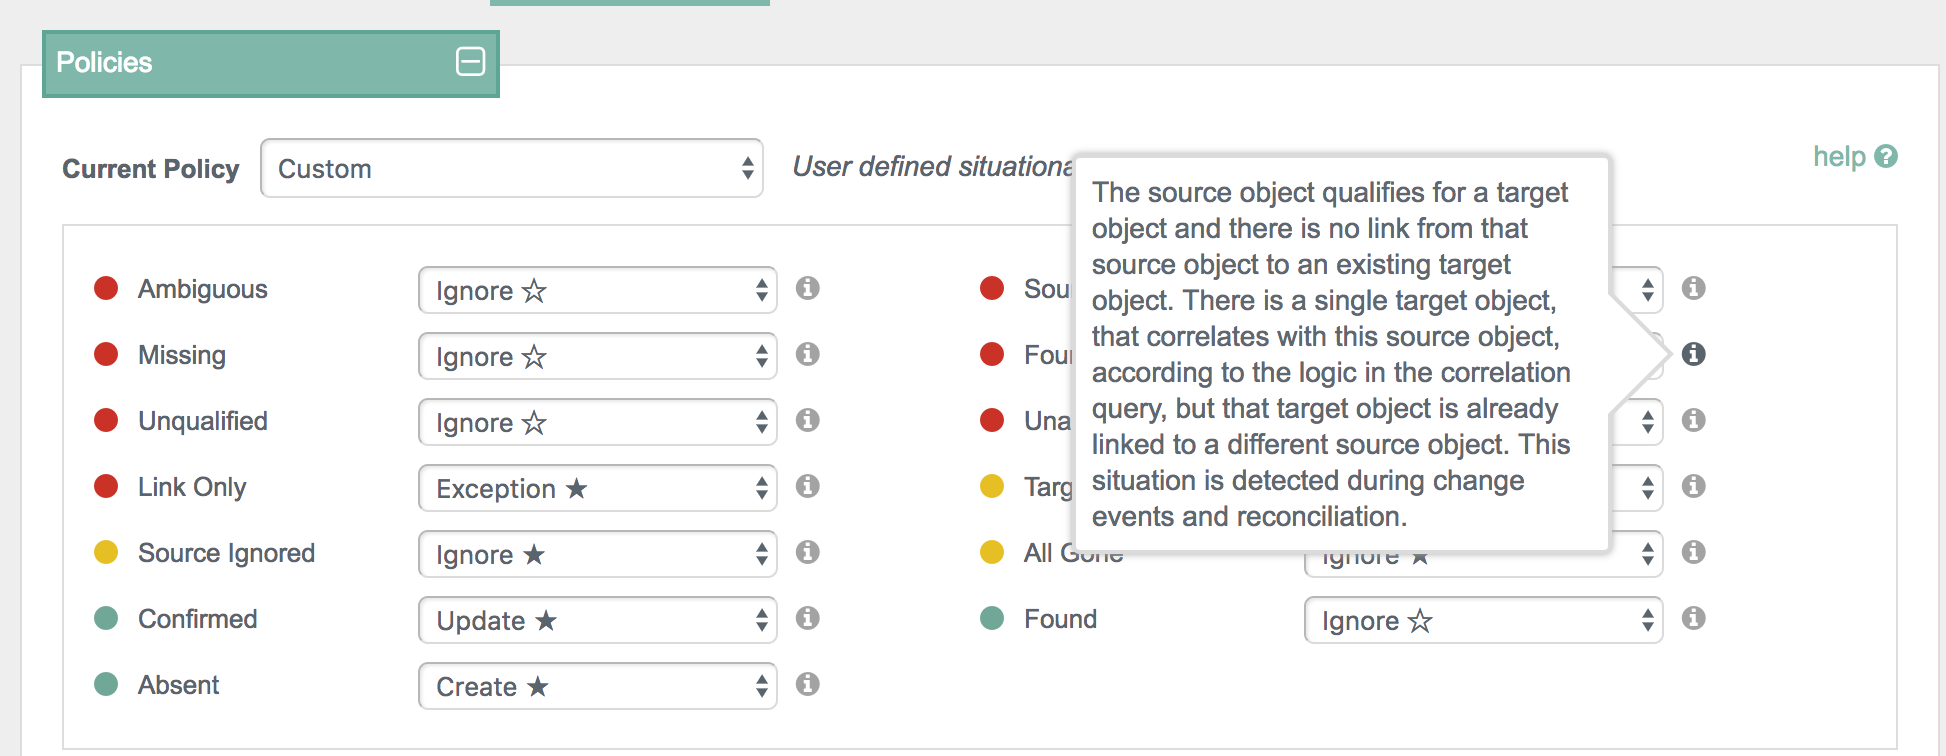 Policies
Current Policy
Custom
User defined situationa
help
The source object qualifies for a target
object and there is no link from that
source object to an existing target
object. There is a single target object,
that correlates with this source object,
according to the logic in the correlation
query, but that target object is already
linked to a different source object. This
situation is detected during change
events and reconciliation.
Ambiguous
Ignore ☆
Sou
Missing
Ignore ☆
Four
Unqualified
Ignore ☆
Una
Link Only
Exception ★
Targ
Source Ignored
Ignore ★
All Gone
Ignore ★
Confirmed
Update ★
Found
Ignore ☆
Absent
Create ★